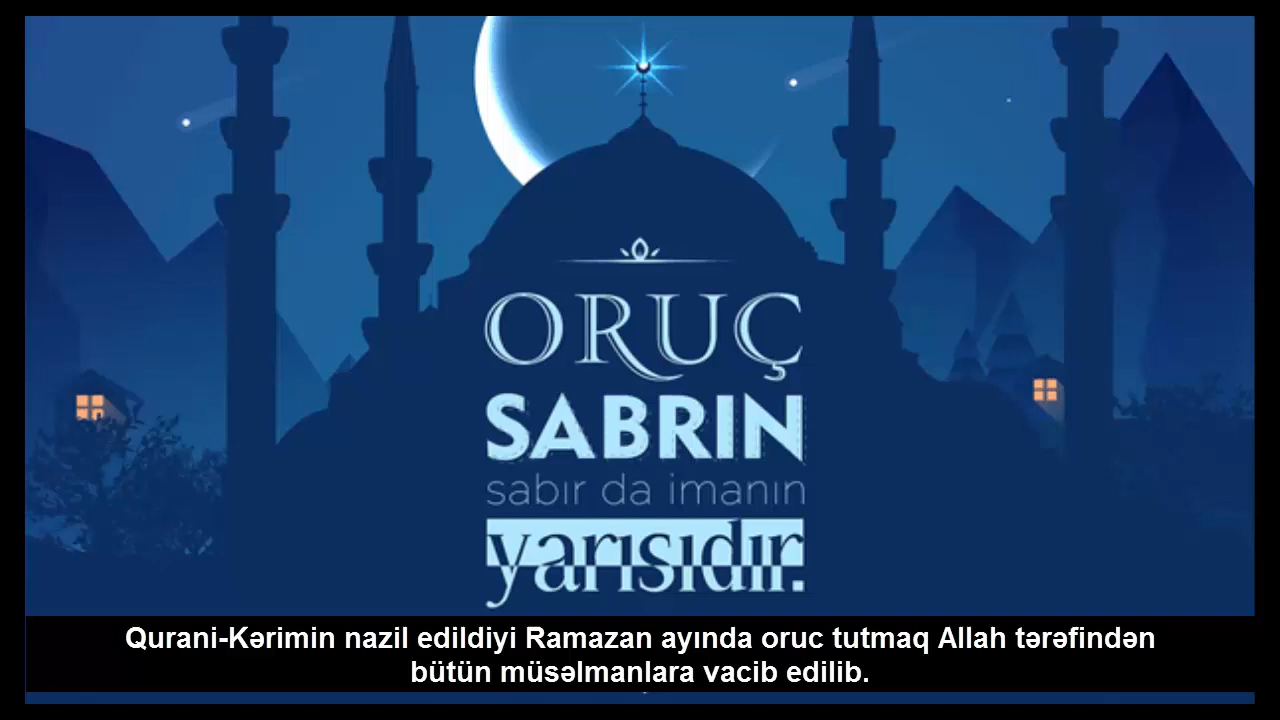 ORUÇ
SABRIN
sabır da imanın
yarısıdır.
Qurani-Kərimin nazil edildiyi Ramazan ayında oruc tutmaq Allah tərəfindən
bütün müsəlmanlara vacib edilib.